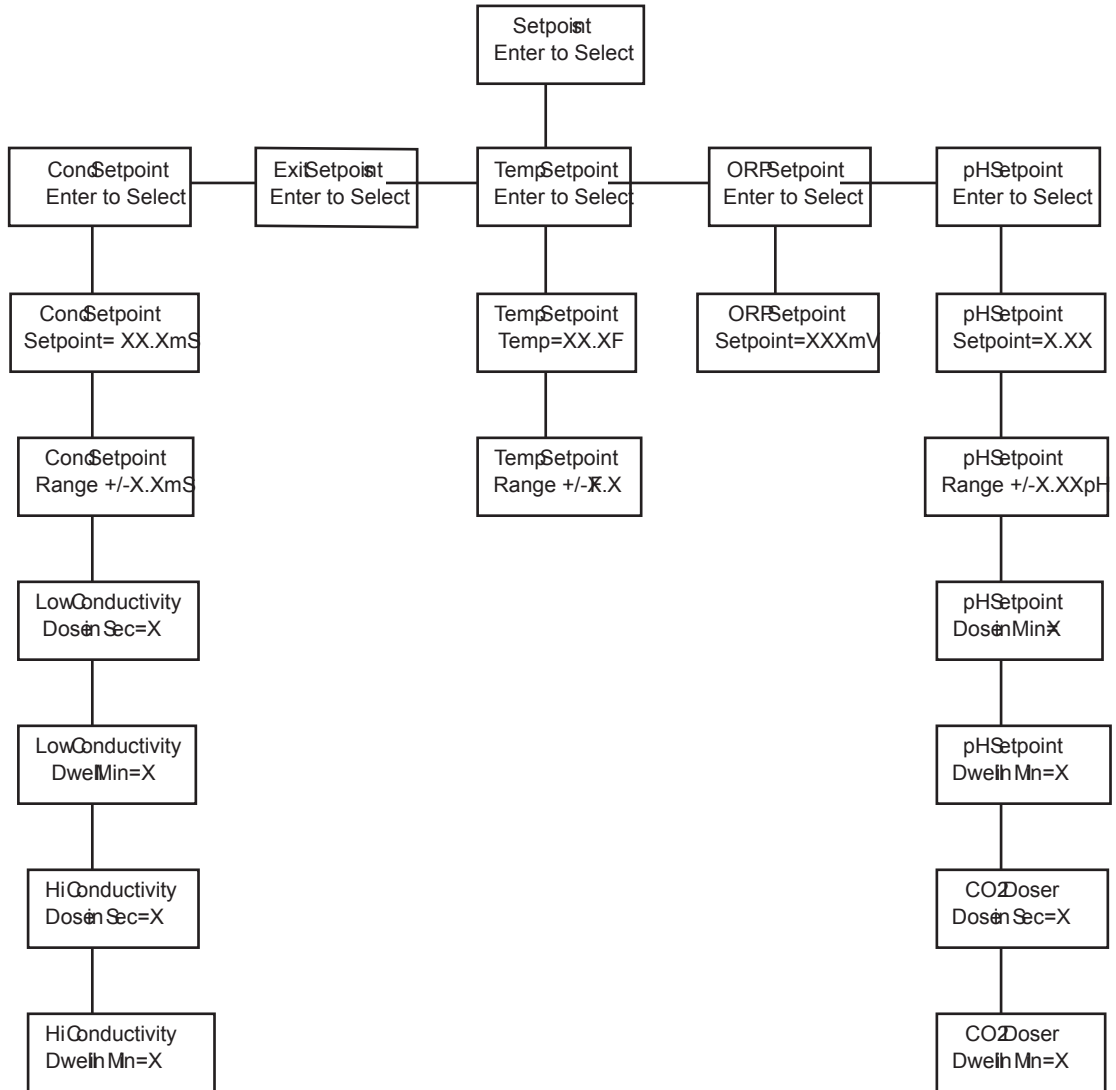 Setpoint
Enter to Select
Cond Setpoint
Enter to Select
Exit Setpoint
Enter to Select
Temp Setpoint
Enter to Select
ORP Setpoint
Enter to Select
pH Setpoint
Enter to Select
Cond Setpoint
Setpoint= XX.XmS
Temp Setpoint
Temp=XX.XF
ORP Setpoint
Setpoint=XXXmV
pH Setpoint
Setpoint=X.XX
Cond Setpoint
Range +/-X.XmS
Temp Setpoint
Range +/-X.X
pH Setpoint
Range +/-X.XXpH
Low Conductivity
Dose in Sec=X
pH Setpoint
Dose in Min=X
Low Conductivity
Dwell Min=X
pH Setpoint
Dwell in Min=X
Hi Conductivity
Dose in Sec=X
CO2 Doser
Dose in Sec=X
Hi Conductivity
Dwell in Min=X
CO2 Doser
Dwell in Min=X